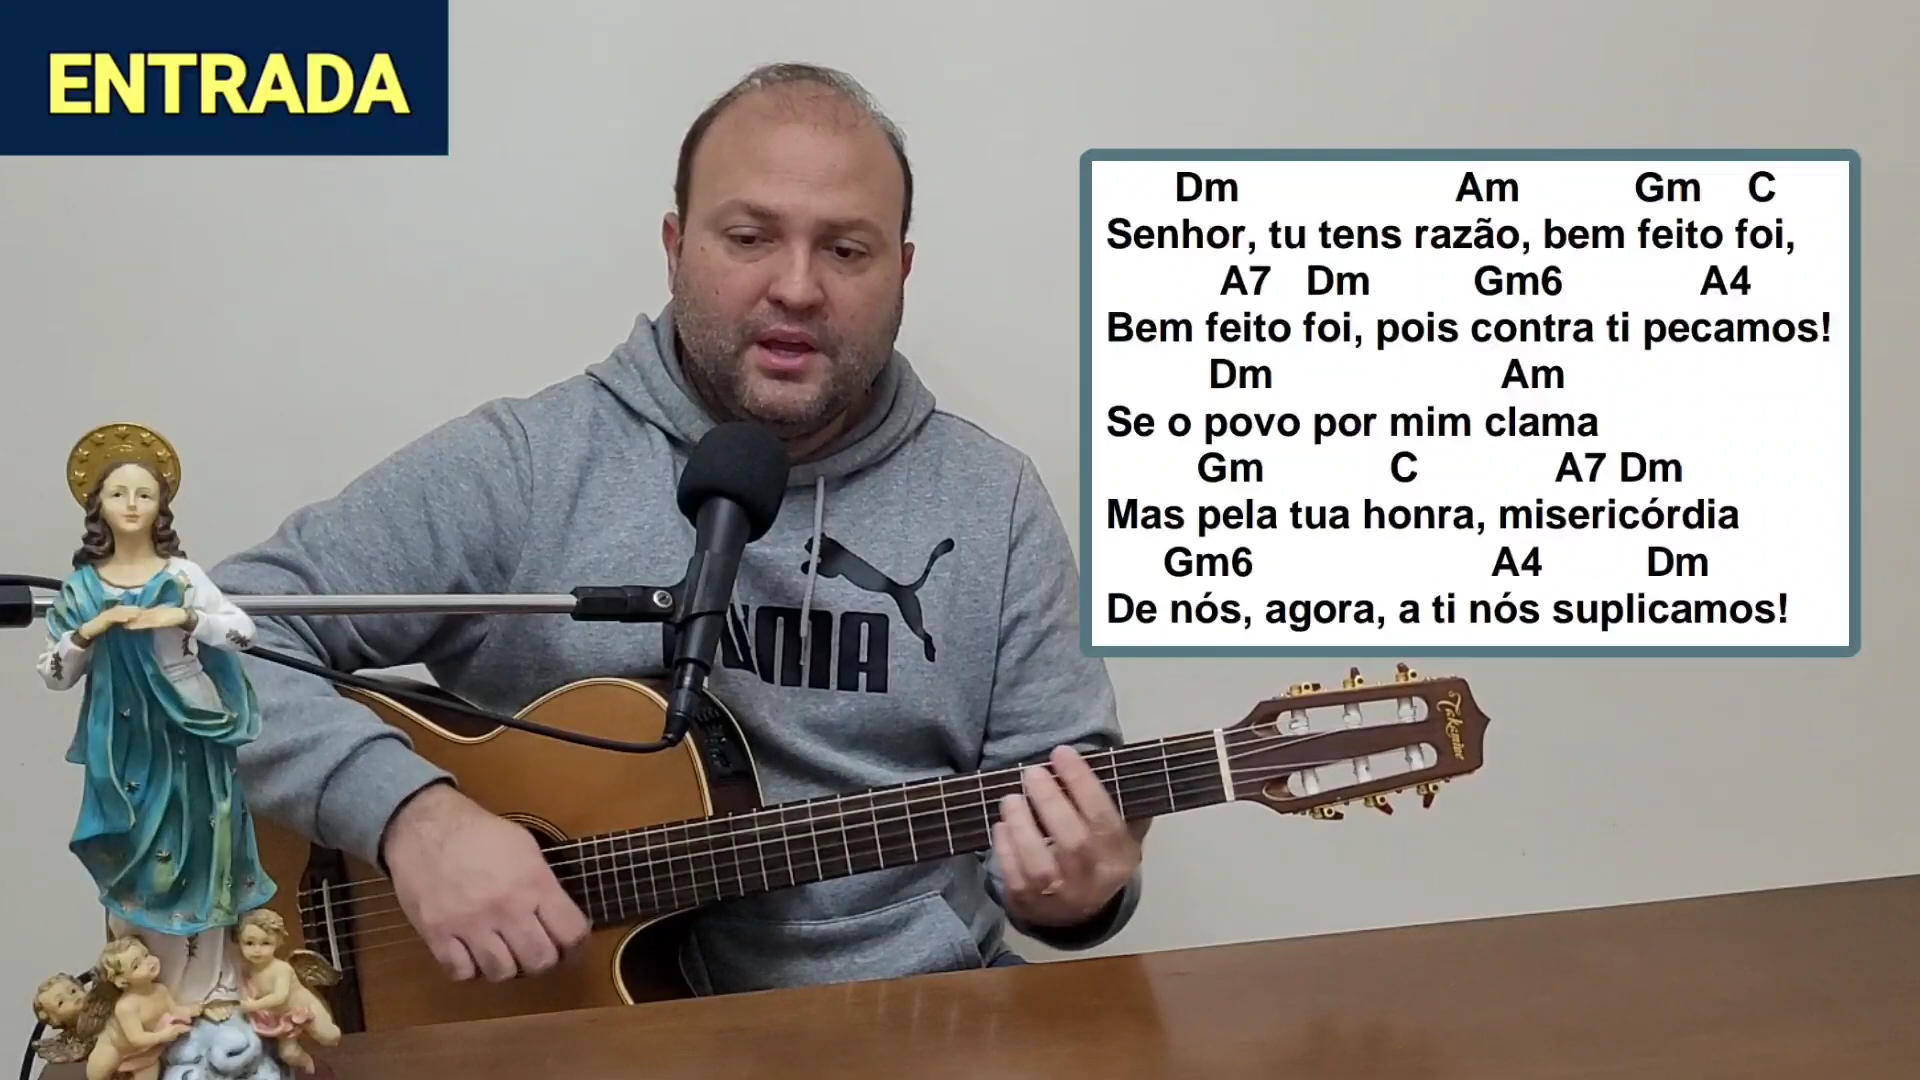 ENTRADA
Dm Am Gm C
Senhor, tu tens razão, bem feito foi,
A7 Dm Gm6 A4
Bem feito foi, pois contra ti pecamos!
Dm Am
Se o povo por mim clama
Gm C A7 Dm
Mas pela tua honra, misericórdia
Gm6 A4 Dm
De nós, agora, a ti nós suplicamos!
PUMA
Takamine